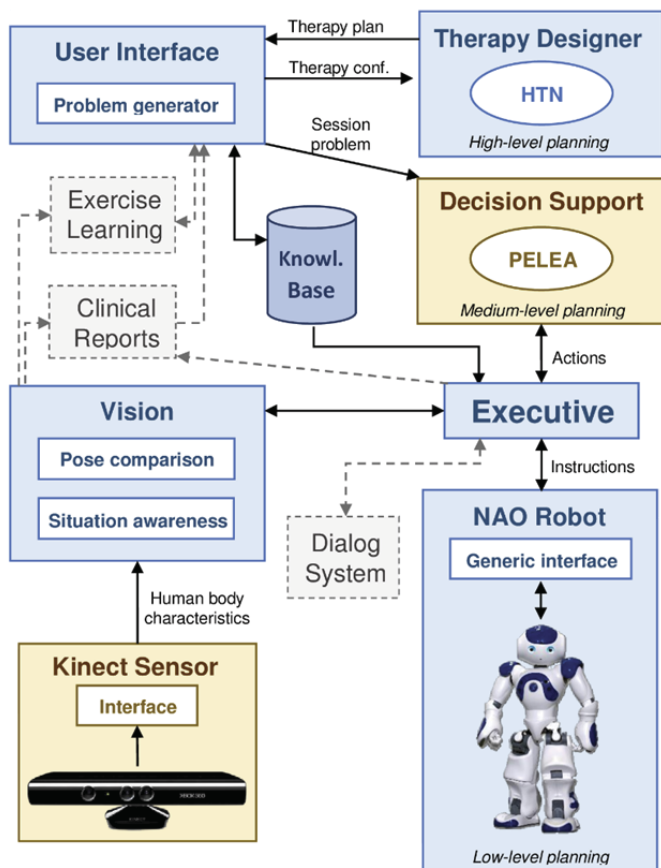 Therapy plan
User Interface
Therapy Designer
Therapy conf.
Problem generator
HTN
Session
problem
High-level planning
Exercise
Learning
Decision Support
Knowl.
Base
PELEA
Clinical
Reports
Medium-level planning
Actions
Vision
Executive
Pose comparison
Instructions
Situation awareness
NAO Robot
Dialog
System
Generic interface
Human body
characteristics
Kinect Sensor
Interface
Low-level planning